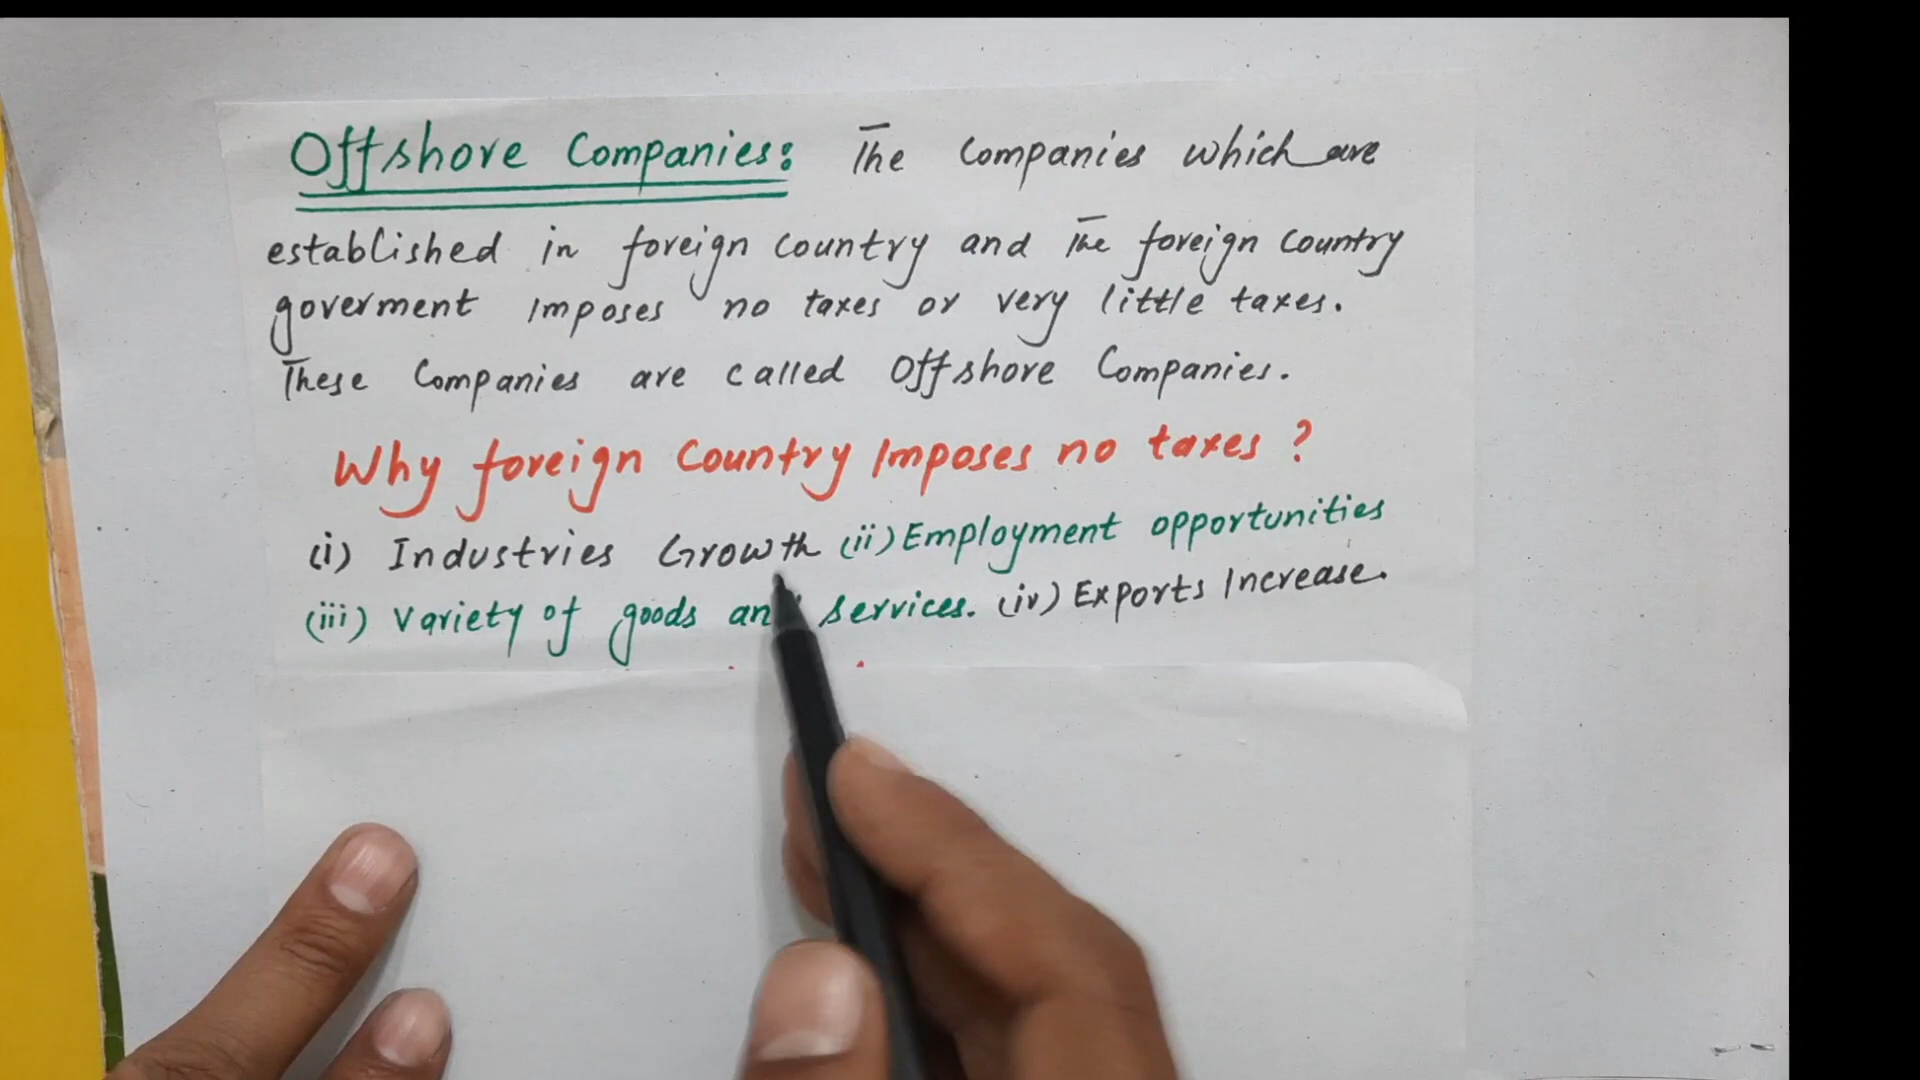 Offshore Companies: The Companies which are
established in foreign country and the foreign country
goverment imposes no taxes or very little taxes.
These Companies are called Offshore Companies.
Why foreign Country Imposes no taxes ?
(i) Industries Growth (ii) Employment opportunities
(iii) Variety of goods and services. (iv) Exports Increase.